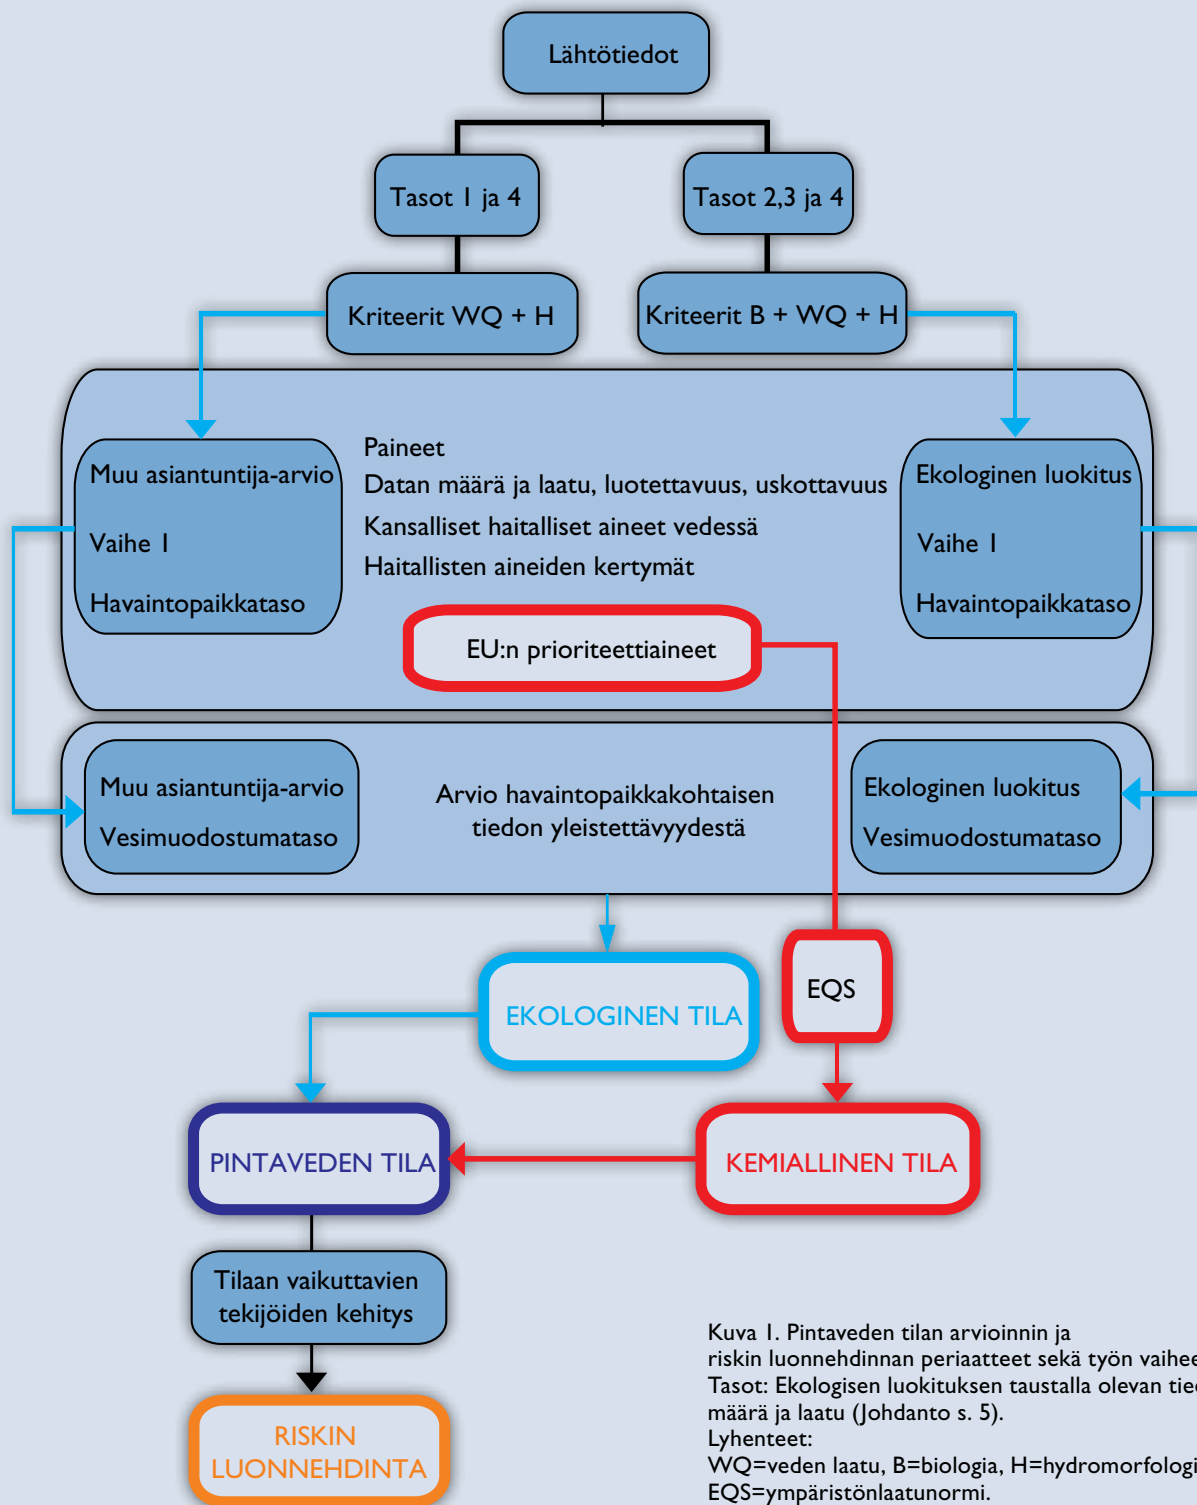 Lähtötiedot
Tasot 1 ja 4
Tasot 2,3 ja 4
Kriteerit WQ + H
Kriteerit B + WQ + H
Muu asiantuntija-arvio
Vaihe 1
Havaintopaikkataso
Paineet
Datan määrä ja laatu, luotettavuus, uskottavuus
Kansalliset haitalliset aineet vedessä
Haitallisten aineiden kertymät
EU:n prioriteettiaineet
Ekologinen luokitus
Vaihe 1
Havaintopaikkataso
Muu asiantuntija-arvio
Vesimuodostumataso
Arvio havaintopaikkakohtaisen
tiedon yleistettävyydestä
Ekologinen luokitus
Vesimuodostumataso
EKOLOGINEN TILA
EQS
PINTAVEDEN TILA
KEMIALLINEN TILA
Tilaan vaikuttavien
tekijöiden kehitys
RISKIN
LUONNEHDINTA
Kuva 1. Pintaveden tilan arvioinnin ja
riskin luonnehdinnan periaatteet sekä työn
Tasot: Ekologisen luokituksen taustalla olevan
määrä ja laatu (Johdanto s. 5).
Lyhenteet:
WQ=veden laatu, B=biologia,
EQS=ympäristönlaatunormi.